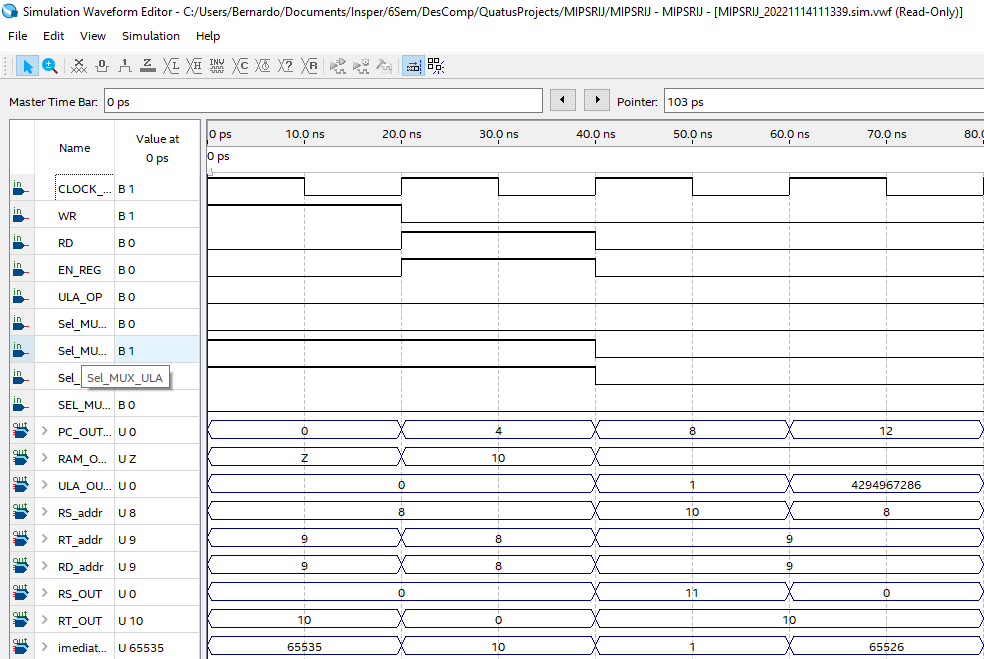 Simulation Waveform Editor - C:/Users/Bernardo/Documents/Insper/6Sem/DesComp/QuatusProjects/MIPSRIJ/MIPSRIJ - MIPSRIJ - [MIPSRIJ_20221114111339.sim.vwf (Read-Only)]
File Edit View Simulation Help
Master Time Bar: 0 ps Pointer: 103 ps
Name Value at 0 ps 0 ps 10.0 ns 20.0 ns 30.0 ns 40.0 ns 50.0 ns 60.0 ns 70.0 ns 80.0
0 ps
in CLOCK_... B 1
in WR B 1
in RD B 0
in EN_REG B 0
in ULA_OP B 0
in Sel_MU... B 0
in Sel_MU... B 1
in Sel_ Sel_MUX_ULA
in SEL_MU... B 0
out > PC_OUT... U 0 0 4 8 12
out > RAM_O... U Z Z 10
out > ULA_OU... U 0 0 1 4294967286
out > RS_addr U 8 8 10 8
out > RT_addr U 9 9 8 9
out > RD_addr U 9 9 8 9
out > RS_OUT U 0 0 11 0
out > RT_OUT U 10 10 0 10
out > imediat... U 65535 65535 10 1 65526